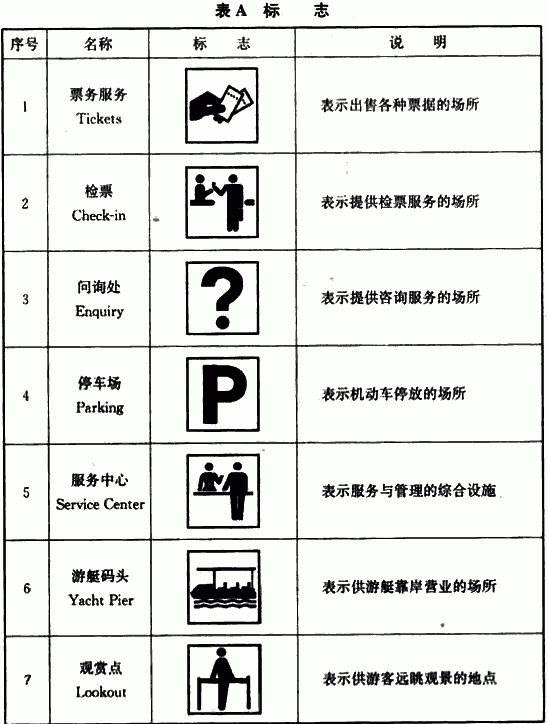 表A 标 志
序号 名称 标 志 说 明
1 票务服务 Tickets 表示出售各种票据的场所
2 检票 Check-in 表示提供检票服务的场所
3 问询处 Enquiry ? 表示提供咨询服务的场所
4 停车场 Parking P 表示机动车停放的场所
5 服务中心 Service Center 表示服务与管理的综合设施
6 游艇码头 Yacht Pier 表示供游艇靠岸营业的场所
7 观赏点 Lookout 表示供游客远眺观景的地点